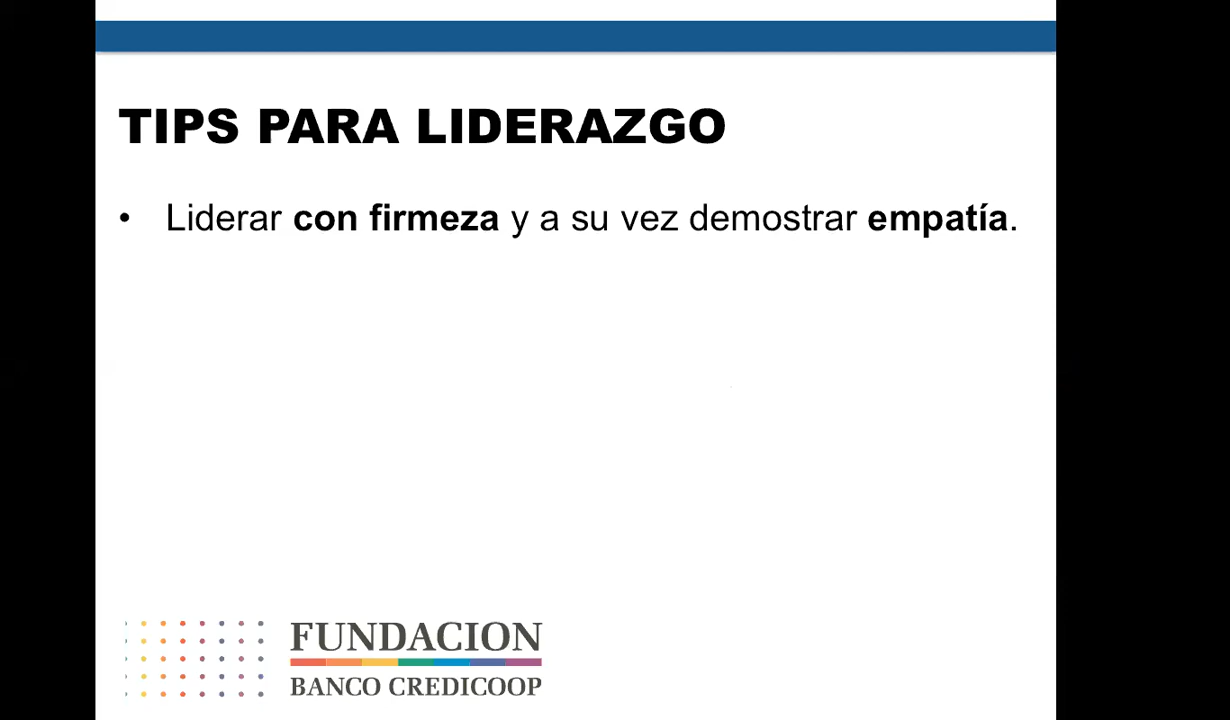 TIPS PARA LIDERAZGO
• Liderar con firmeza y a su vez demostrar empatía.
FUNDACION
BANCO CREDICOOP